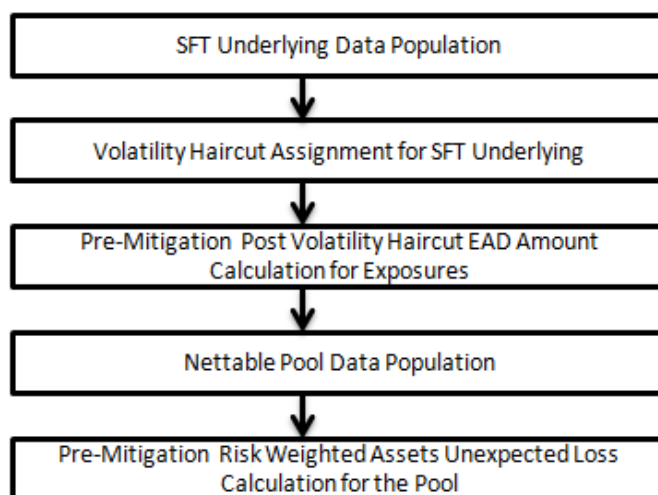 SFT Underlying Data Population
Volatility Haircut Assignment for SFT Underlying
Pre-Mitigation Post Volatility Haircut EAD Amount
Calculation for Exposures
Nettable Pool Data Population
Pre-Mitigation Risk Weighted Assets Unexpected Loss
Calculation for the Pool